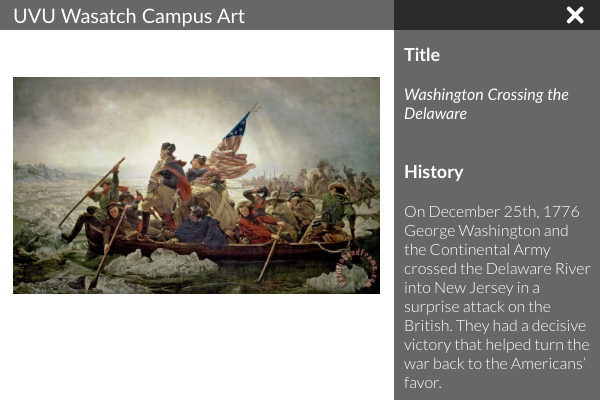 UVU Wasatch Campus Art
Title
Washington Crossing the
Delaware
History
On December 25th, 1776
George Washington and
the Continental Army
crossed the Delaware River
into New Jersey in a
surprise attack on the
British. They had a decisive
victory that helped turn the
war back to the Americans’
favor.